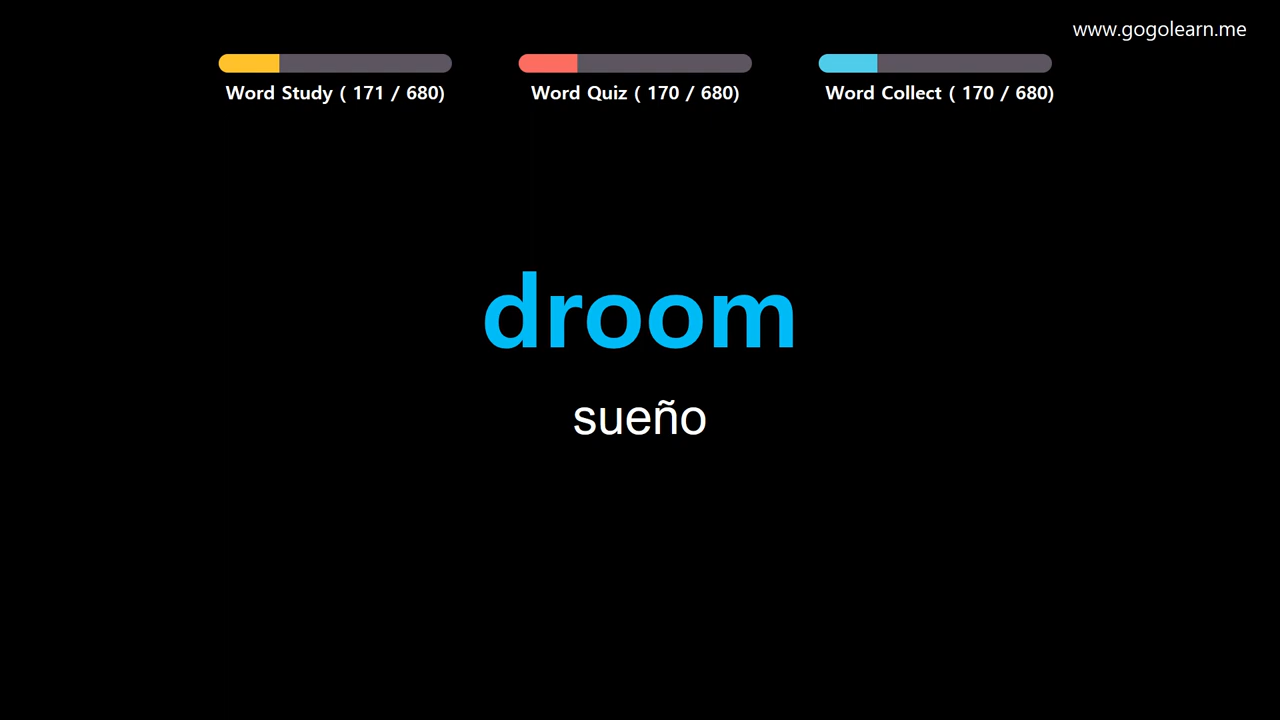 www.gogolearn.me
Word Study ( 171 / 680)
Word Quiz ( 170 / 680)
Word Collect ( 170 / 680)
droom
sueño